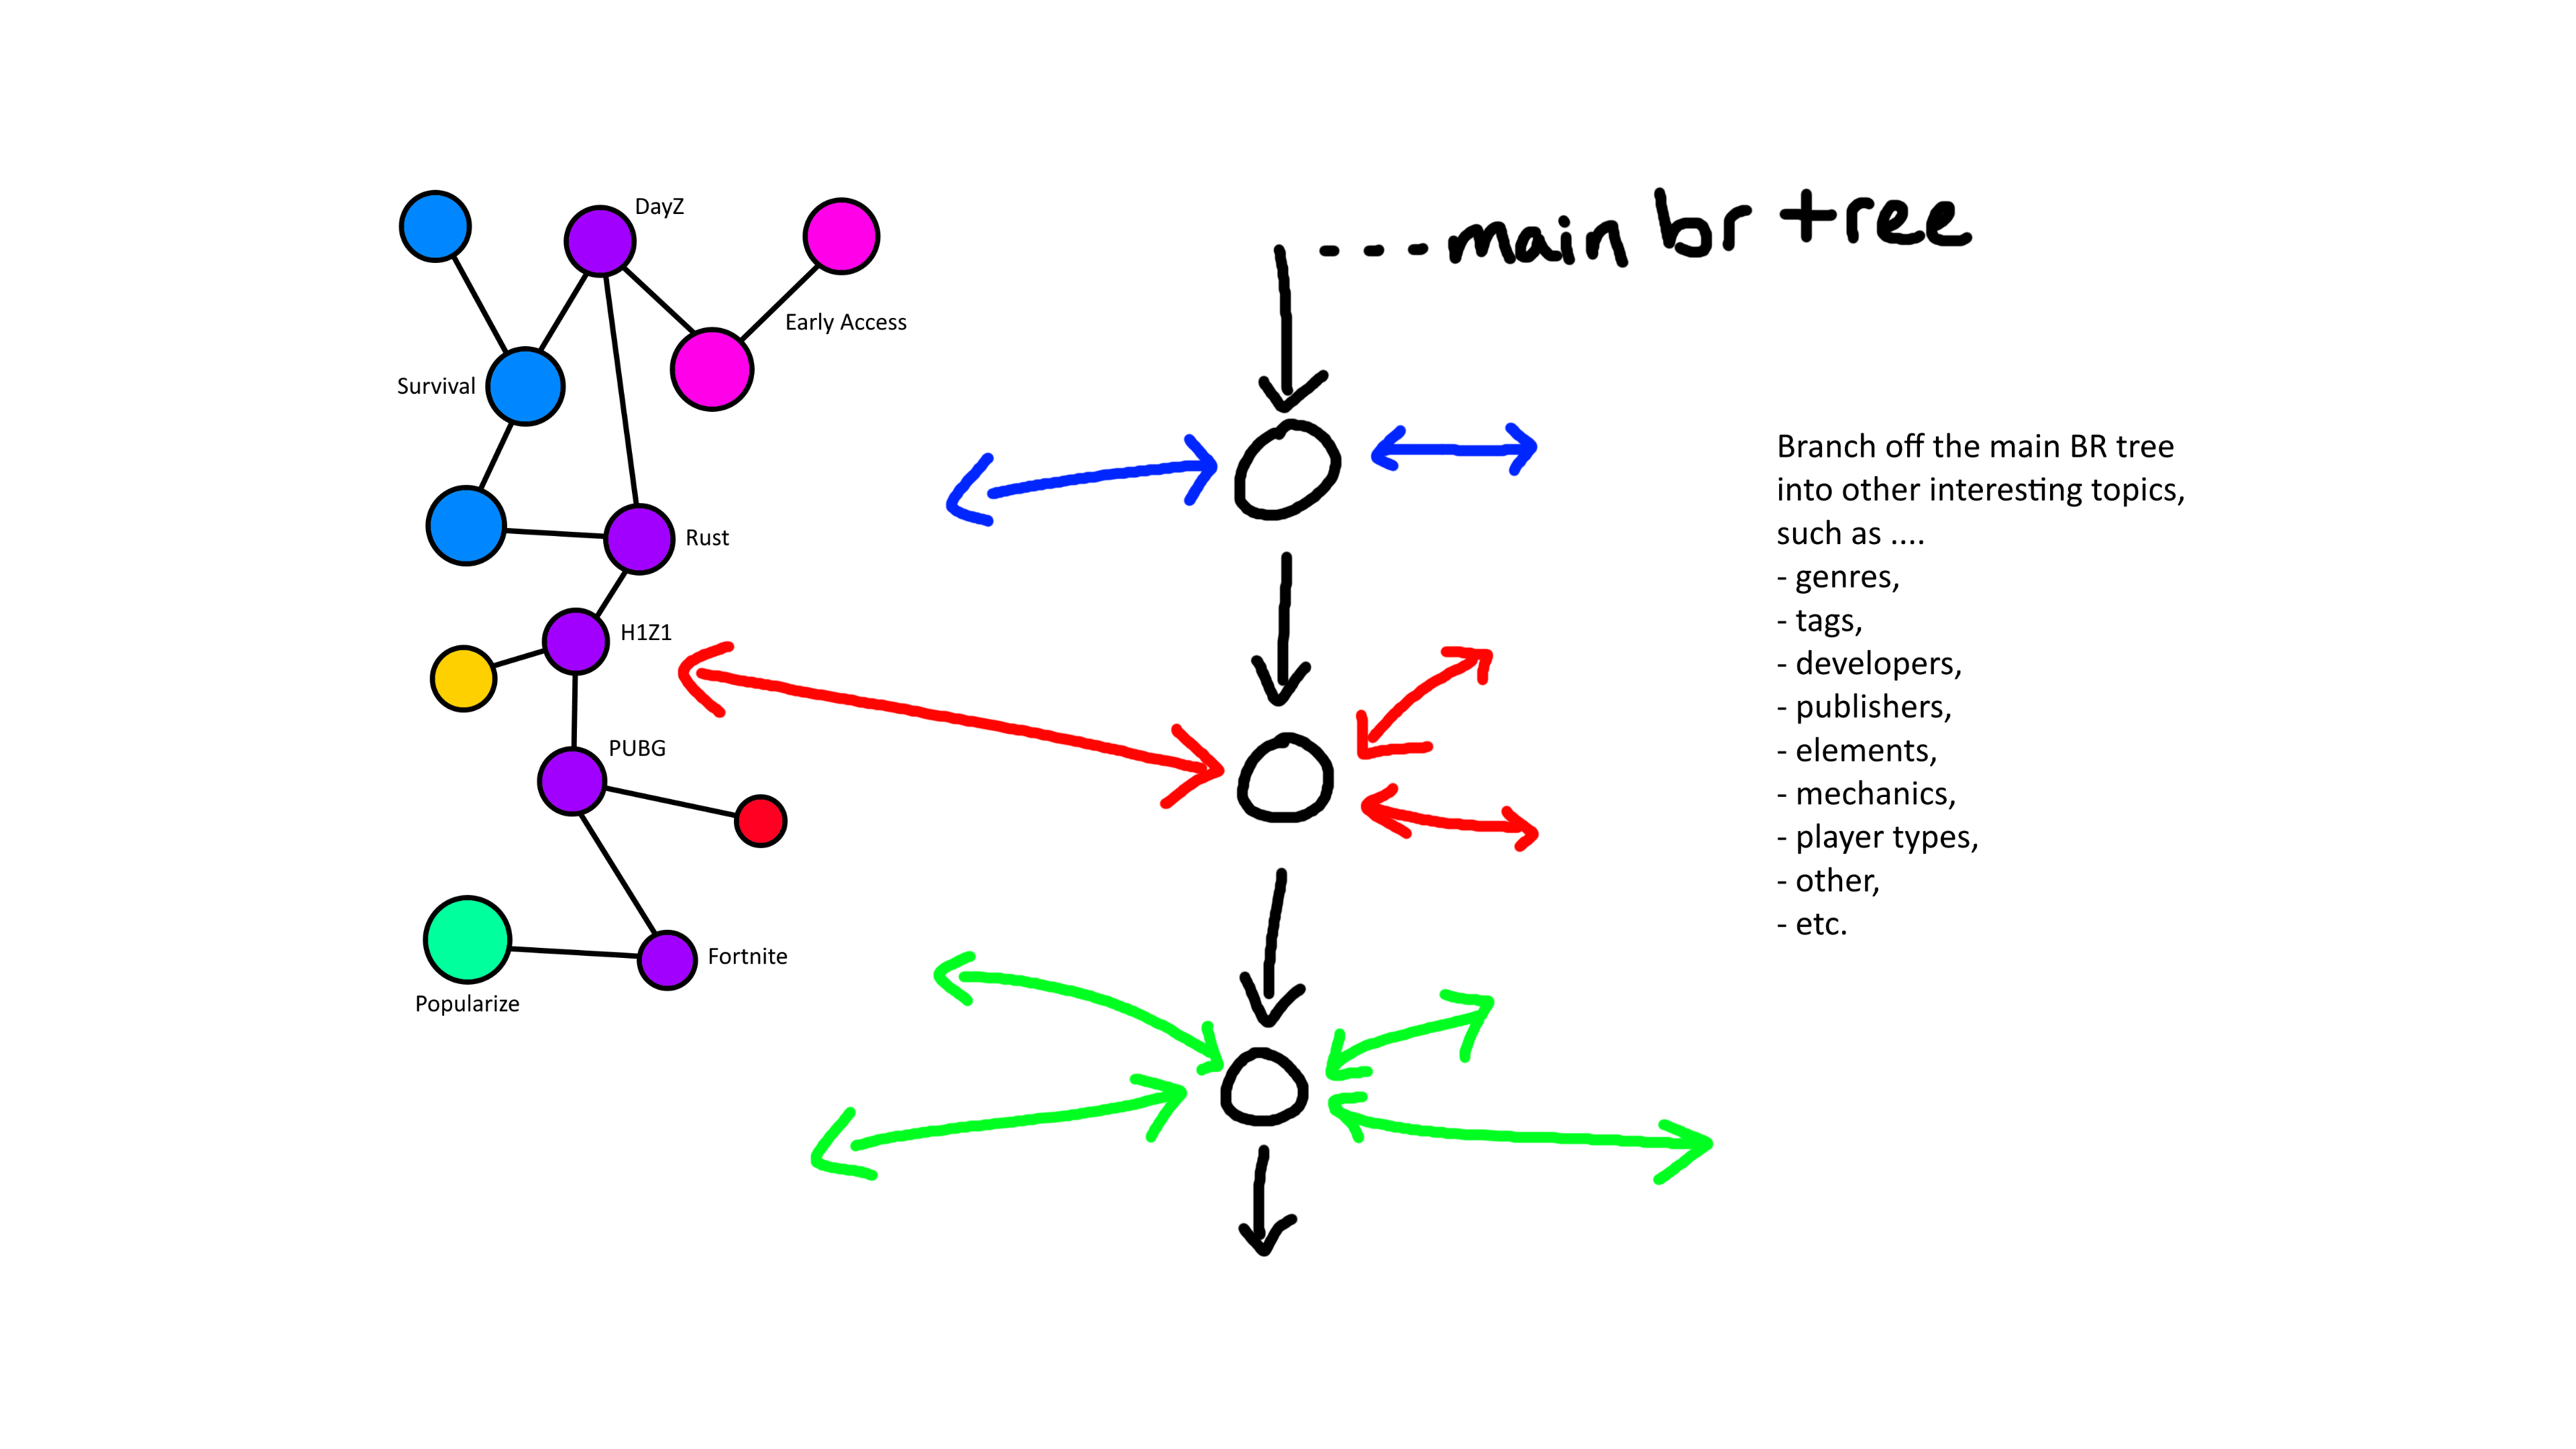 DayZ
Early Access
Survival
Rust
H1Z1
PUBG
Fortnite
Popularize
---main br tree
Branch off the main BR tree
into other interesting topics,
such as ....
- genres,
- tags,
- developers,
- publishers,
- elements,
- mechanics,
- player types,
- other,
- etc.